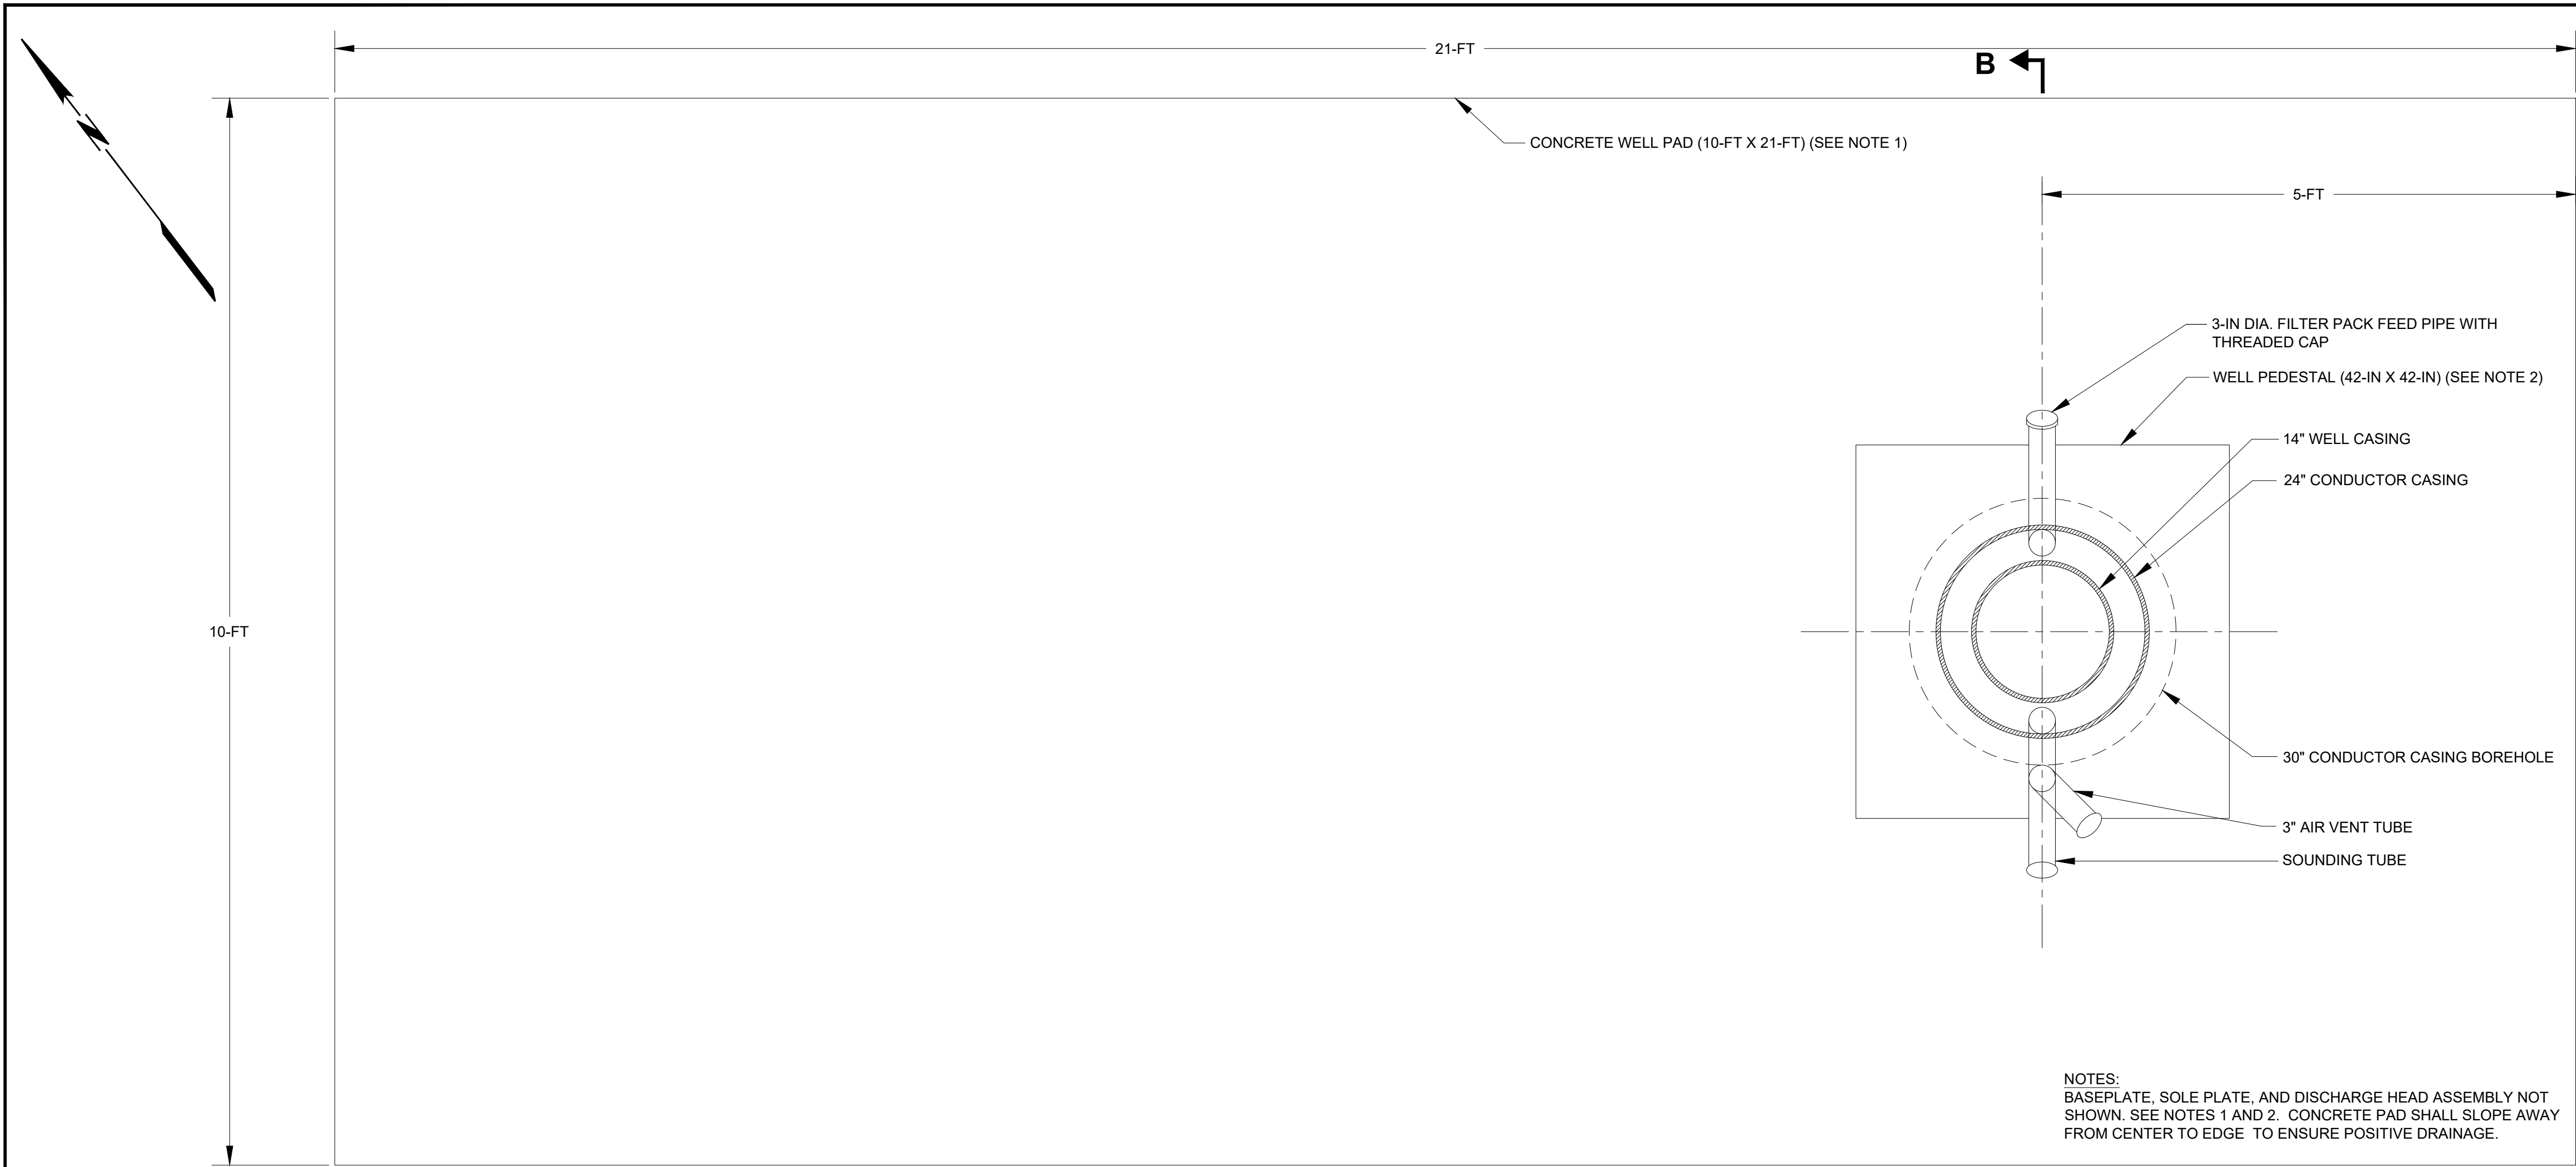 21-FT
B
CONCRETE WELL PAD (10-FT X 21-FT) (SEE NOTE 1)
5-FT
3-IN DIA. FILTER PACK FEED PIPE WITH
THREADED CAP
WELL PEDESTAL (42-IN X 42-IN) (SEE NOTE 2)
14" WELL CASING
24" CONDUCTOR CASING
10-FT
30" CONDUCTOR CASING BOREHOLE
3" AIR VENT TUBE
SOUNDING TUBE
NOTES:
BASEPLATE, SOLE PLATE, AND DISCHARGE HEAD ASSEMBLY NOT
SHOWN. SEE NOTES 1 AND 2. CONCRETE PAD SHALL SLOPE AWAY
FROM CENTER TO EDGE TO ENSURE POSITIVE DRAINAGE.